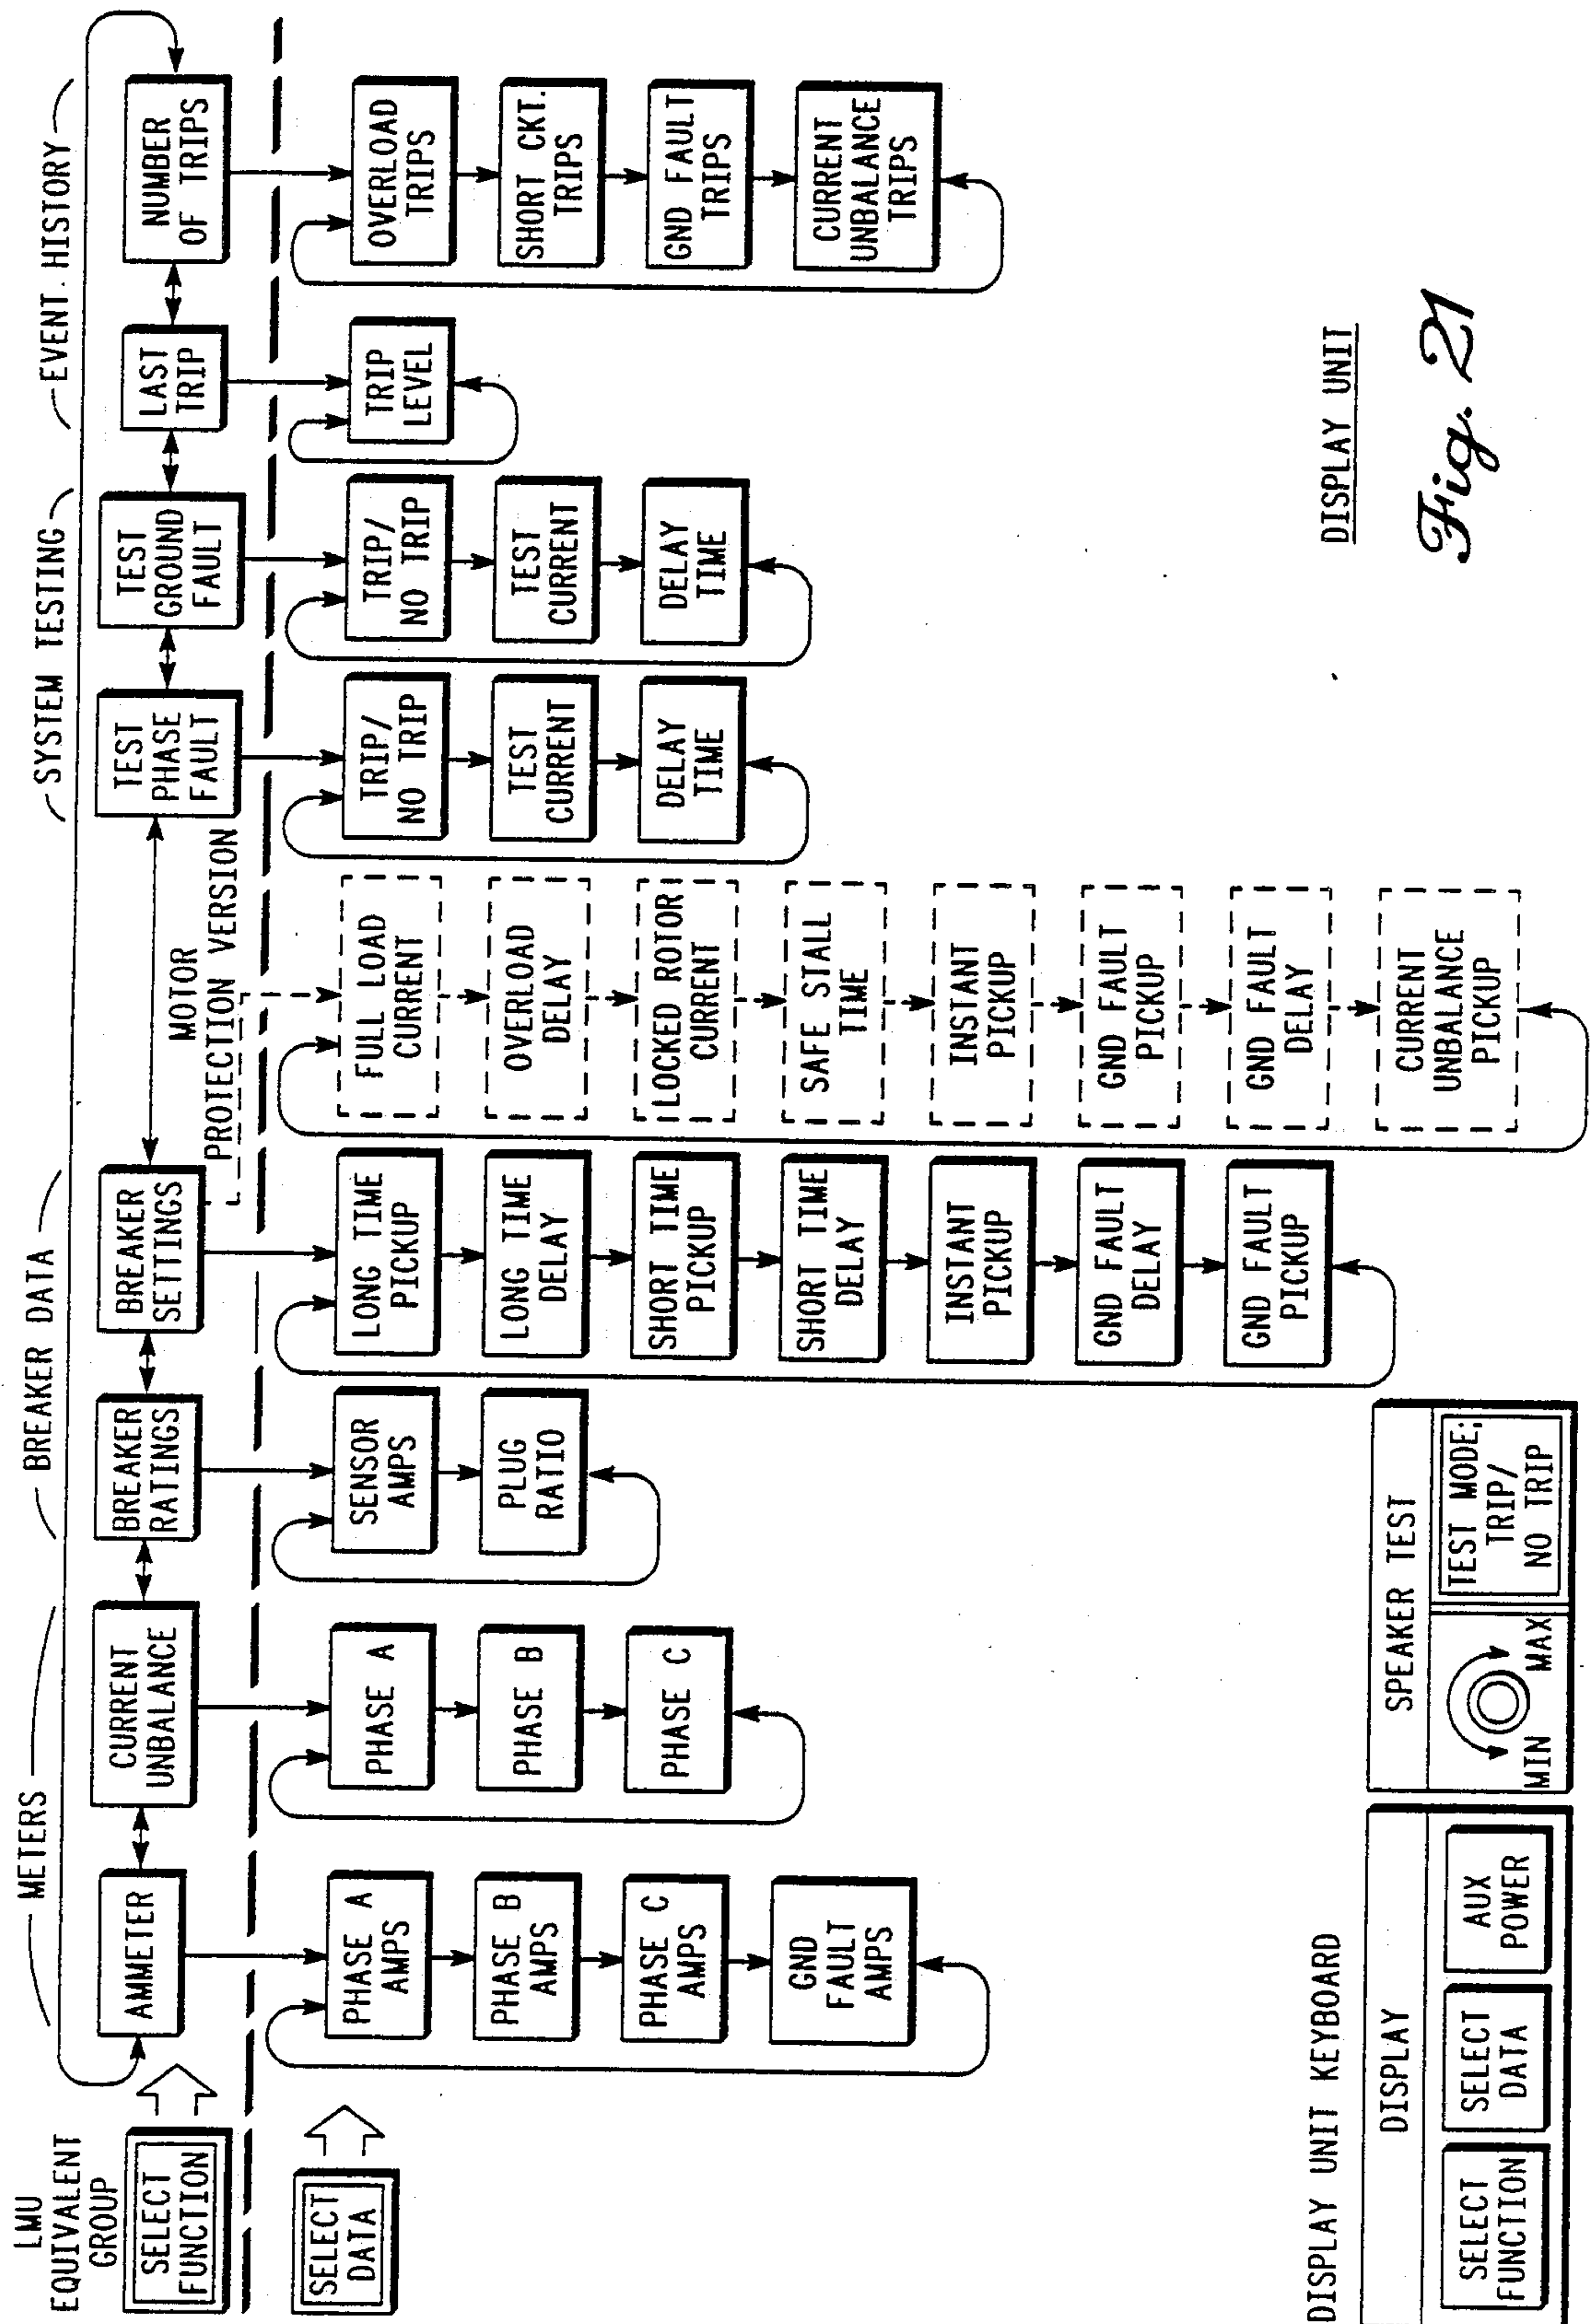 LMU
EQUIVALENT
GROUP
METERS
BREAKER DATA
SYSTEM TESTING
EVENT. HISTORY
SELECT
FUNCTION
AMMETER
CURRENT
UNBALANCE
BREAKER
RATINGS
BREAKER
SETTINGS
MOTOR
PROTECTION VERSION
TEST
PHASE
FAULT
TEST
GROUND
FAULT
LAST
TRIP
NUMBER
OF TRIPS
SELECT
DATA
PHASE A
AMPS
PHASE B
AMPS
PHASE C
AMPS
GND
FAULT
AMPS
PHASE A
PHASE B
PHASE C
SENSOR
AMPS
PLUG
RATIO
LONG TIME
PICKUP
LONG TIME
DELAY
SHORT TIME
PICKUP
SHORT TIME
DELAY
INSTANT
PICKUP
GND FAULT
DELAY
GND FAULT
PICKUP
FULL LOAD
CURRENT
OVERLOAD
DELAY
LOCKED ROTOR
CURRENT
SAFE STALL
TIME
INSTANT
PICKUP
GND FAULT
PICKUP
GND FAULT
DELAY
CURRENT
UNBALANCE
PICKUP
TRIP/
NO TRIP
TEST
CURRENT
DELAY
TIME
TRIP/
NO TRIP
TEST
CURRENT
DELAY
TIME
TRIP
LEVEL
OVERLOAD
TRIPS
SHORT CKT.
TRIPS
GND FAULT
TRIPS
CURRENT
UNBALANCE
TRIPS
DISPLAY UNIT KEYBOARD
DISPLAY
SELECT
FUNCTION
SELECT
DATA
AUX
POWER
SPEAKER TEST
MIN MAX
TEST MODE;
TRIP/
NO TRIP
DISPLAY UNIT
Fig. 21